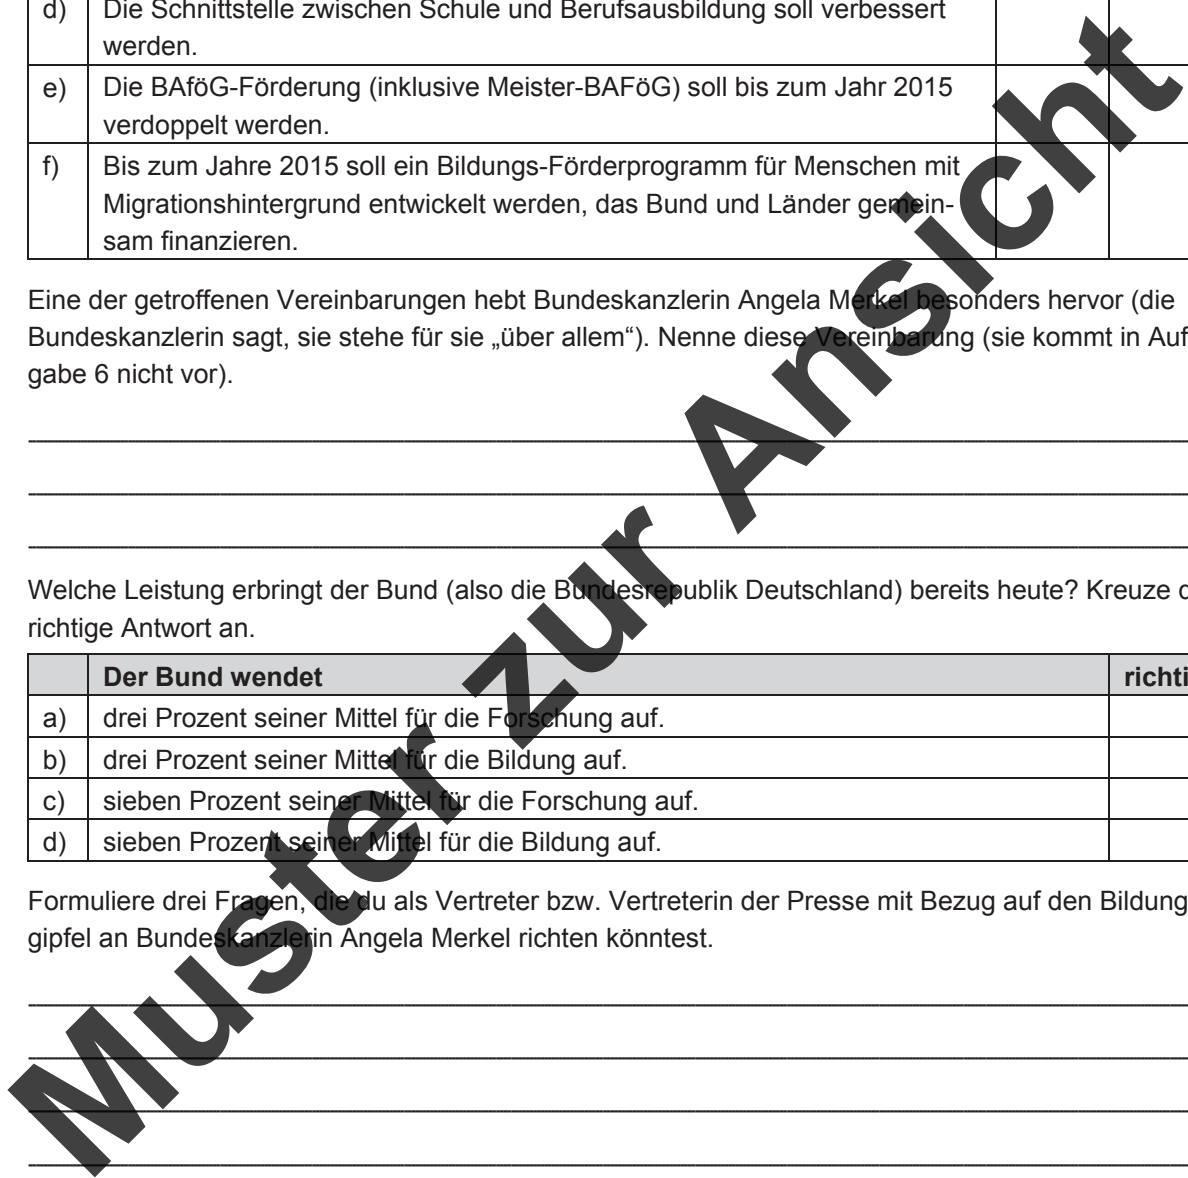 d) Die Schnittstelle zwischen Schule und Berufsausbildung soll verbessert
werden.
e) Die BAföG-Förderung (inklusive Meister-BAFöG) soll bis zum Jahr 2015
verdoppelt werden.
f) Bis zum Jahre 2015 soll ein Bildungs-Förderprogramm für Menschen mit
Migrationshintergrund entwickelt werden, das Bund und Länder gemein-
sam finanzieren.
Eine der getroffenen Vereinbarungen hebt Bundeskanzlerin Angela Merkel besonders hervor (die
Bundeskanzlerin sagt, sie stehe für sie „über allem“). Nenne diese Vereinbarung (sie kommt in Auf
gabe 6 nicht vor).
Welche Leistung erbringt der Bund (also die Bundesrepublik Deutschland) bereits heute? Kreuze
richtige Antwort an.
Der Bund wendet richti
a) drei Prozent seiner Mittel für die Forschung auf.
b) drei Prozent seiner Mittel für die Bildung auf.
c) sieben Prozent seiner Mittel für die Forschung auf.
d) sieben Prozent seiner Mittel für die Bildung auf.
Formuliere drei Fragen, die du als Vertreter bzw. Vertreterin der Presse mit Bezug auf den Bildung
gipfel an Bundeskanzlerin Angela Merkel richten könntest.
Muster zur Ansicht